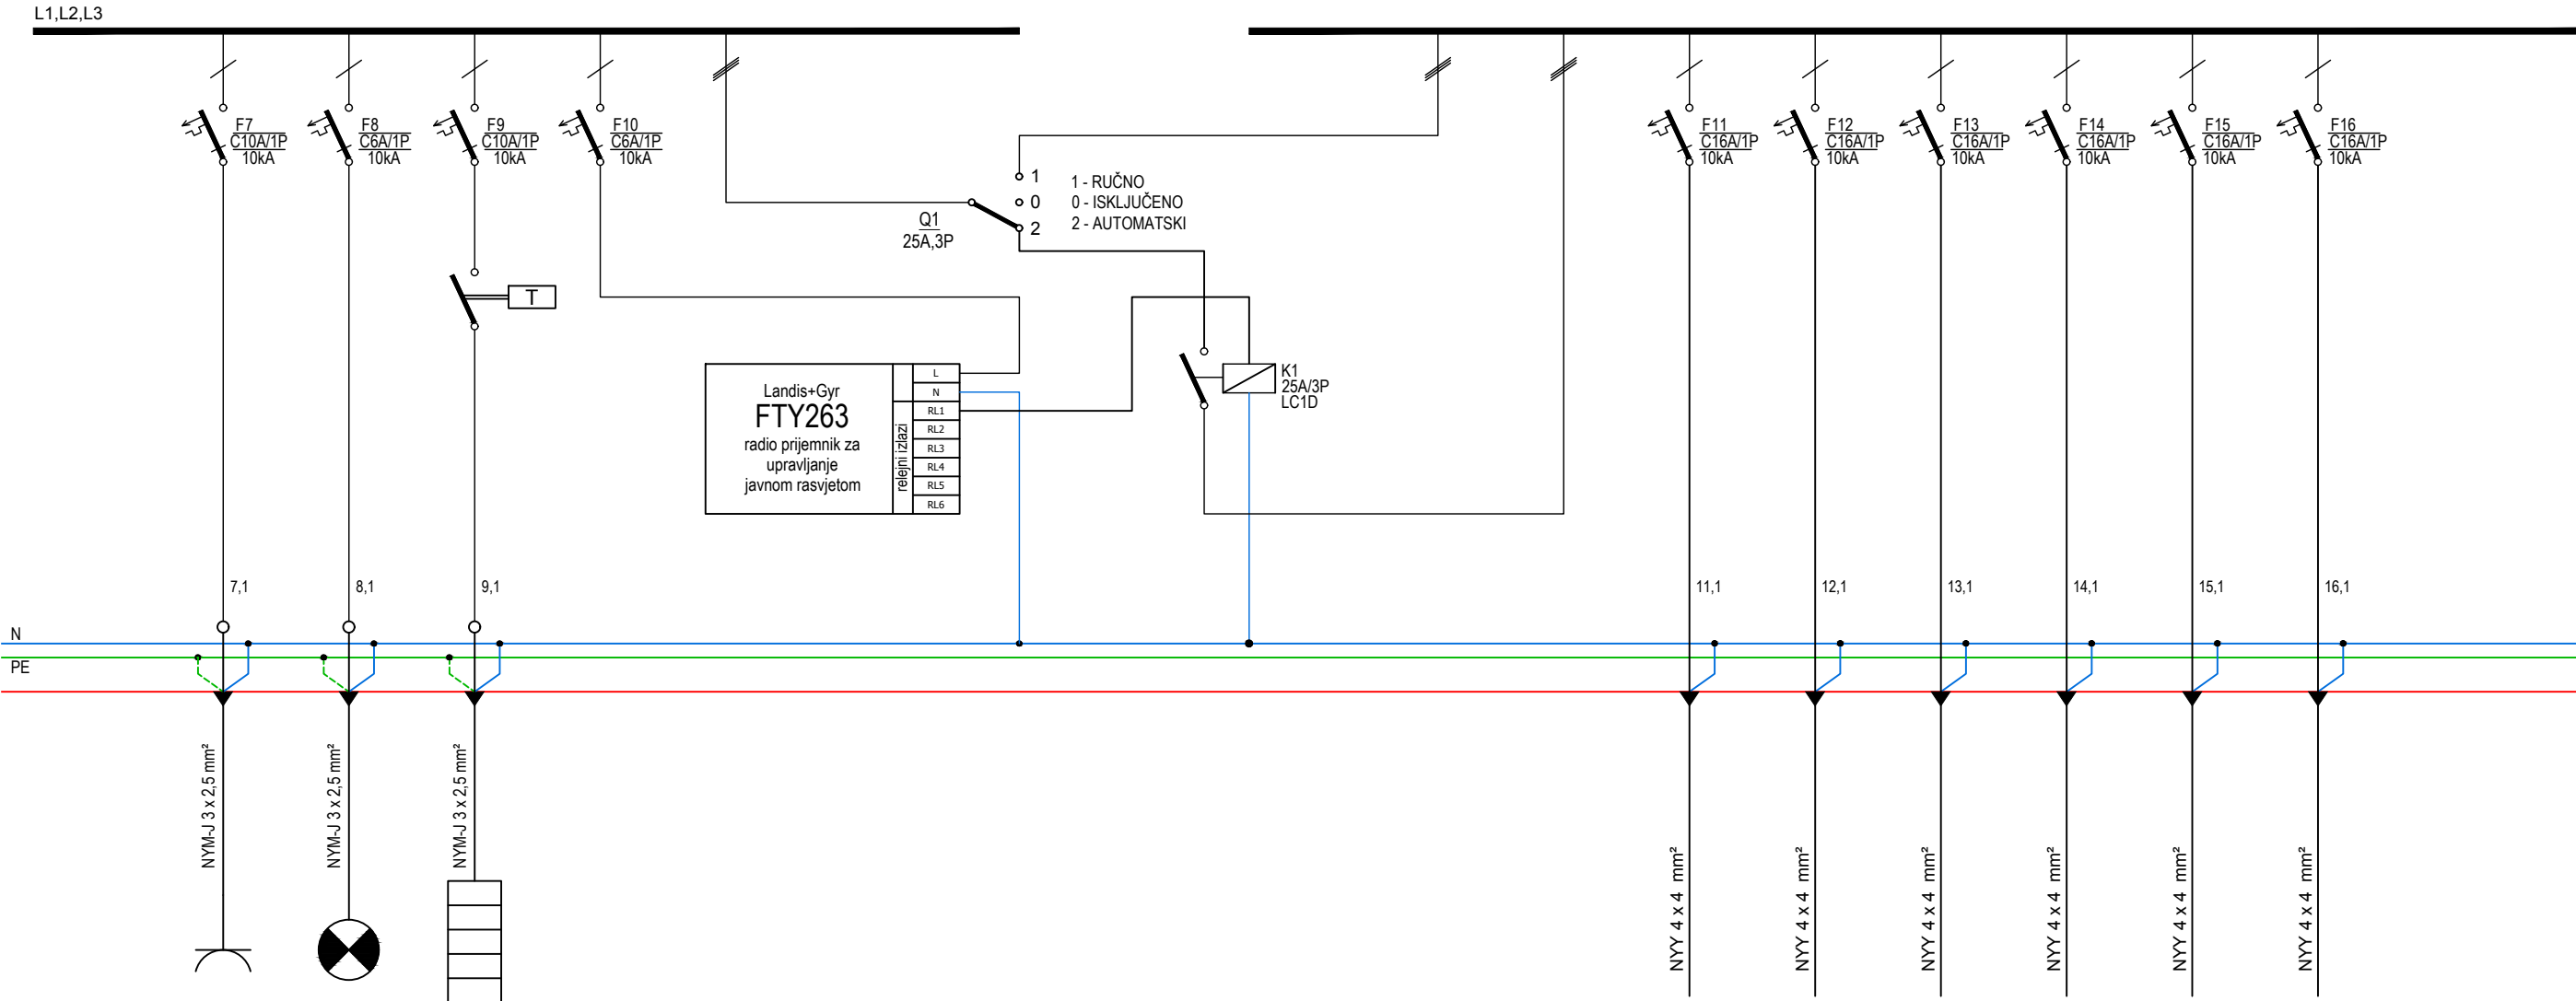 L1,L2,L3
F7
C10A/1P
10kA
F8
C6A/1P
10kA
F9
C10A/1P
10kA
F10
C6A/1P
10kA
F11
C16A/1P
10kA
F12
C16A/1P
10kA
F13
C16A/1P
10kA
F14
C16A/1P
10kA
F15
C16A/1P
10kA
F16
C16A/1P
10kA
1
0
2
1 - RUČNO
0 - ISKLJUČENO
2 - AUTOMATSKI
Q1
25A,3P
T
Landis+Gyr
FTY263
radio prijemnik za
upravljanje
javnom rasvjetom
relejni izlazi
L
N
RL1
RL2
RL3
RL4
RL5
RL6
K1
25A/3P
LC1D
7,1
8,1
9,1
11,1
12,1
13,1
14,1
15,1
16,1
N
PE
NYM-J 3 x 2,5 mm²
NYM-J 3 x 2,5 mm²
NYM-J 3 x 2,5 mm²
NYY 4 x 4 mm²
NYY 4 x 4 mm²
NYY 4 x 4 mm²
NYY 4 x 4 mm²
NYY 4 x 4 mm²
NYY 4 x 4 mm²